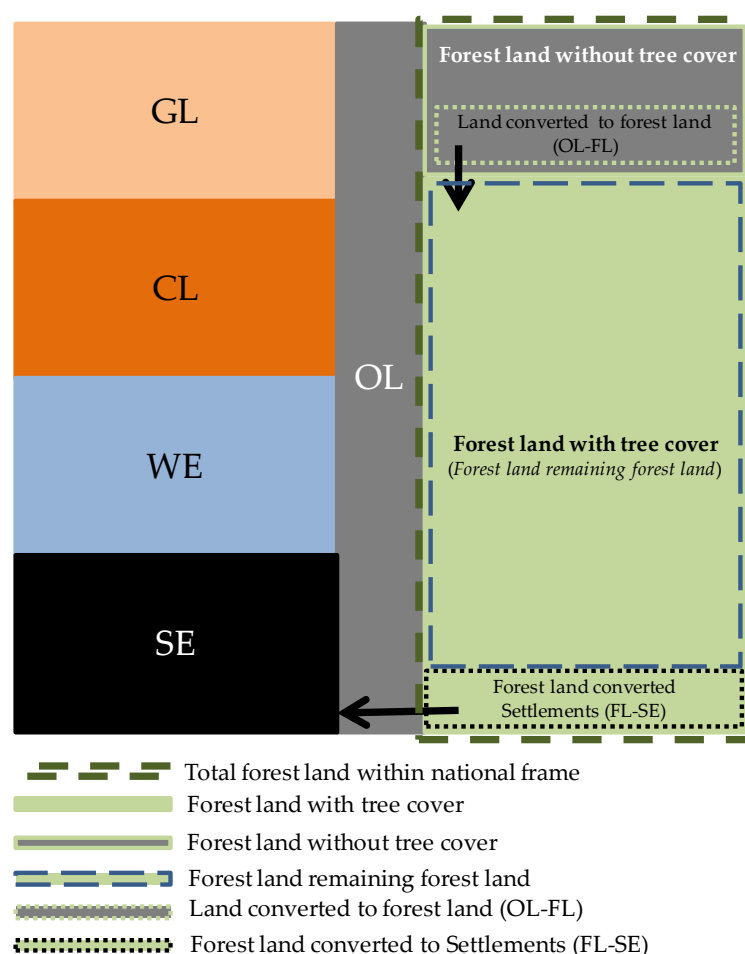 GL
CL
WE
SE
OL
Forest land without tree cover
Land converted to forest land
(OL-FL)
Forest land with tree cover
(Forest land remaining forest land)
Forest land converted
Settlements (FL-SE)
Total forest land within national frame
Forest land with tree cover
Forest land without tree cover
Forest land remaining forest land
Land converted to forest land (OL-FL)
Forest land converted to Settlements (FL-SE)